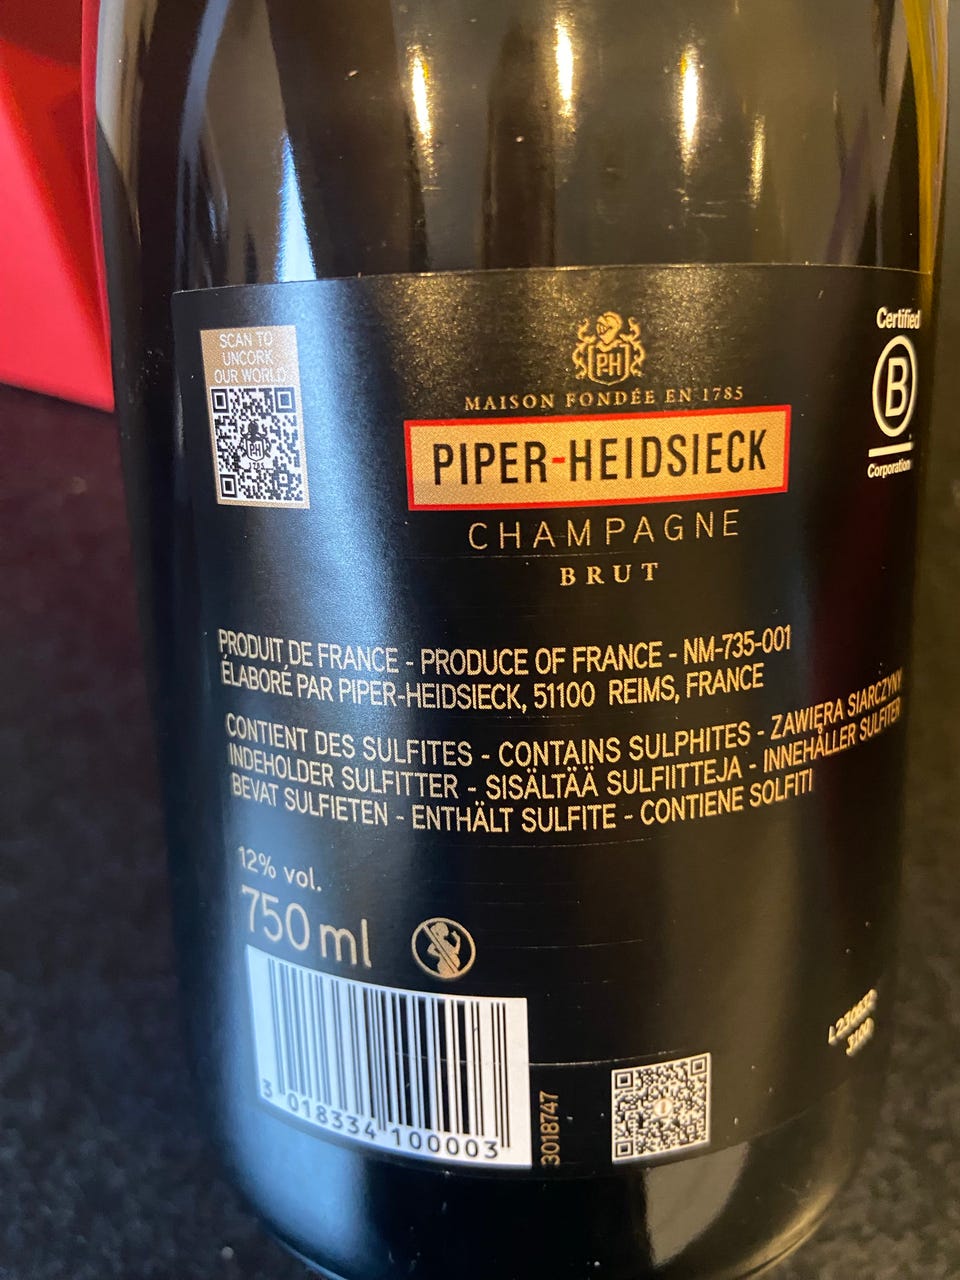 SCAN TO
UNCORK
OUR WORLD
1785
PH
MAISON FONDÉE EN 1785
PIPER-HEIDSIECK
CHAMPAGNE
BRUT
Certified
B
Corporation
PRODUIT DE FRANCE - PRODUCE OF FRANCE - NM-735-001
ÉLABORÉ PAR PIPER-HEIDSIECK, 51100 REIMS, FRANCE
CONTIENT DES SULFITES - CONTAINS SULPHITES - ZAWIĘRA SIARCZYNY
INDEHOLDER SULFITTER - SISÄLTÄÄ SULFIITTEJA - INNEHÅLLER SULFITER
BEVAT SULFIETEN - ENTHÄLT SULFITE - CONTIENE SOLFITI
12% vol.
750 ml
3 018334 100003
3018747